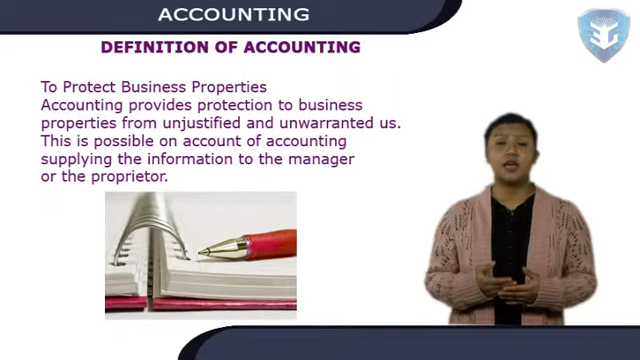 ACCOUNTING
DEFINITION OF ACCOUNTING
To Protect Business Properties
Accounting provides protection to business
properties from unjustified and unwarranted us.
This is possible on account of accounting
supplying the information to the manager
or the proprietor.